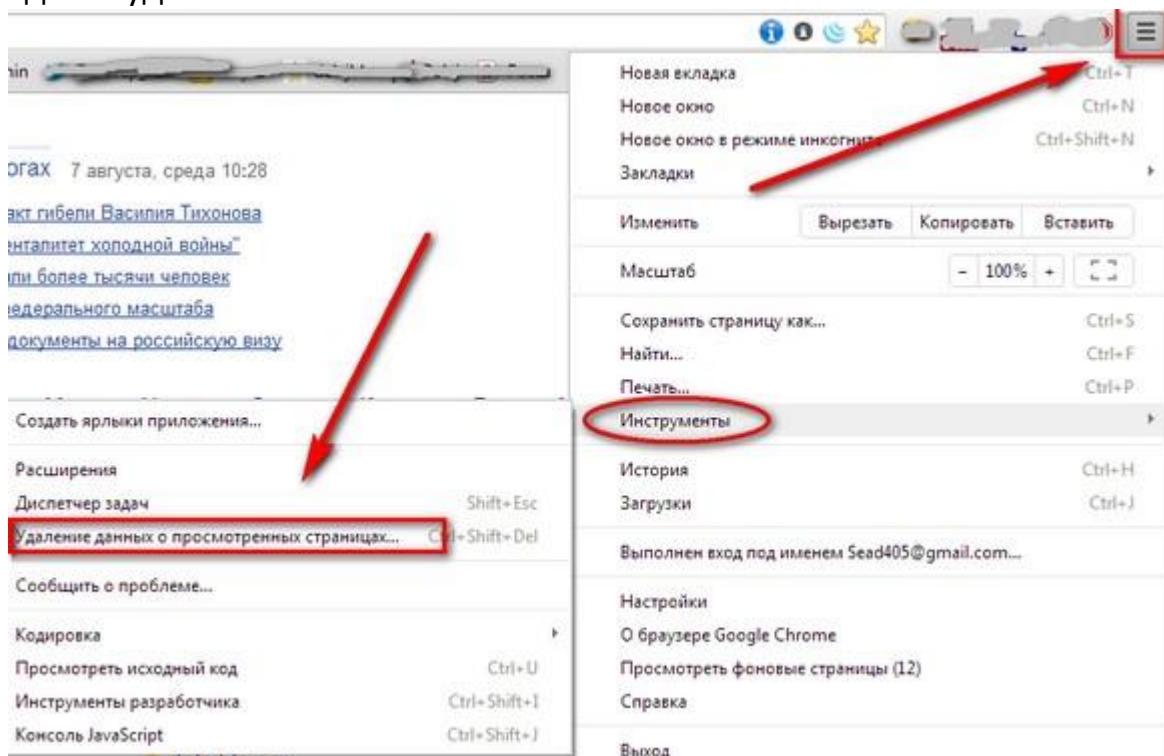 Новая вкладка Ctrl+T
Новое окно Ctrl+N
Новое окно в режиме инкогнито Ctrl+Shift+N
Закладки
Изменить Вырезать Копировать Вставить
Масштаб - 100% +
Сохранить страницу как... Ctrl+S
Найти... Ctrl+F
Печать... Ctrl+P
Инструменты
История Ctrl+H
Загрузки Ctrl+J
Выполнен вход под именем Sead405@gmail.com...
Настройки
О браузере Google Chrome
Просмотреть фоновые страницы (12)
Справка
Выход
7 августа, среда 10:28
гибели Василия Тихонова
холодной войны"
более тысячи человек
масштаба
документы на российскую визу
Создать ярлыки приложения...
Расширения
Диспетчер задач Shift+Esc
Удаление данных о просмотренных страницах... Ctrl+Shift+Del
Сообщить о проблеме...
Кодировка
Просмотреть исходный код Ctrl+U
Инструменты разработчика Ctrl+Shift+I
Консоль JavaScript Ctrl+Shift+J